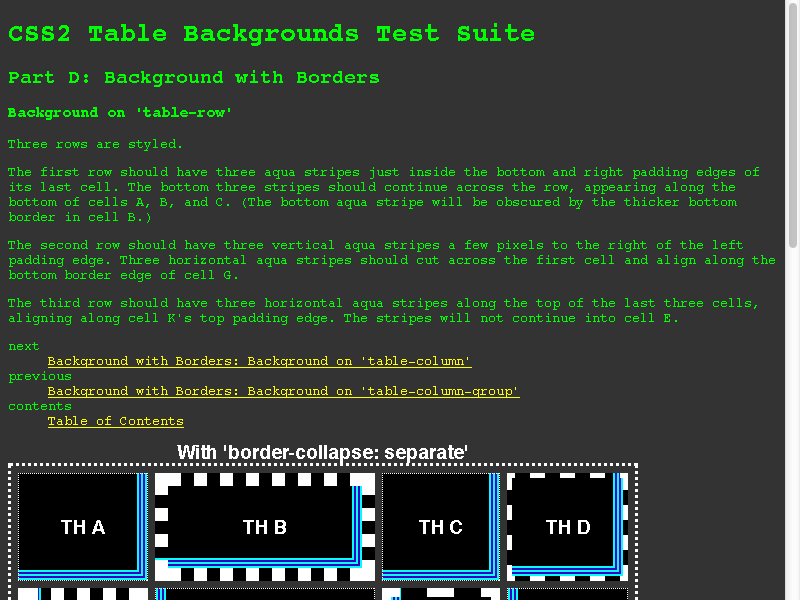 CSS2 Table Backgrounds Test Suite
Part D: Background with Borders
Background on 'table-row'
Three rows are styled.
The first row should have three aqua stripes just inside the bottom and right padding edges of
its last cell. The bottom three stripes should continue across the row, appearing along the
bottom of cells A, B, and C. (The bottom aqua stripe will be obscured by the thicker bottom
border in cell B.)
The second row should have three vertical aqua stripes a few pixels to the right of the left
padding edge. Three horizontal aqua stripes should cut across the first cell and align along the
bottom border edge of cell G.
The third row should have three horizontal aqua stripes along the top of the last three cells,
aligning along cell K's top padding edge. The stripes will not continue into cell E.
next
Background with Borders: Background on 'table-column'
previous
Background with Borders: Background on 'table-column-group'
contents
Table of Contents
With 'border-collapse: separate'
TH A TH B TH C TH D